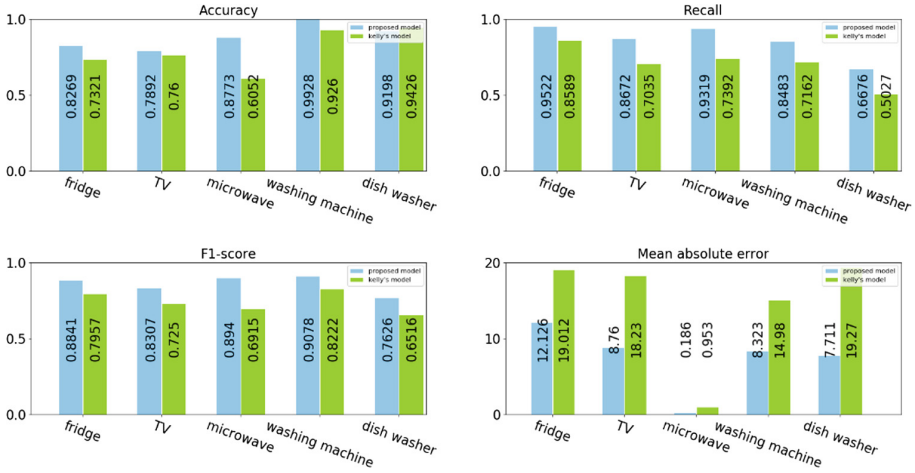 Accuracy
1.0
0.5
0.0
proposed model
kelly's model
0.8269
0.7321
0.7892
0.76
0.8773
0.6052
0.9928
0.926
0.9198
0.9426
fridge
TV
microwave
washing machine
dish washer
Recall
1.0
0.5
0.0
proposed model
kelly's model
0.9522
0.8589
0.8672
0.7035
0.9319
0.7392
0.8483
0.7162
0.6676
0.5027
fridge
TV
microwave
washing machine
dish washer
F1-score
1.0
0.5
0.0
proposed model
kelly's model
0.8841
0.7957
0.8307
0.725
0.894
0.6915
0.9078
0.8222
0.7626
0.6516
fridge
TV
microwave
washing machine
dish washer
Mean absolute error
20
10
0
proposed model
kelly's model
12.126
19.012
8.76
18.23
0.186
0.953
8.323
14.98
7.711
19.27
fridge
TV
microwave
washing machine
dish washer